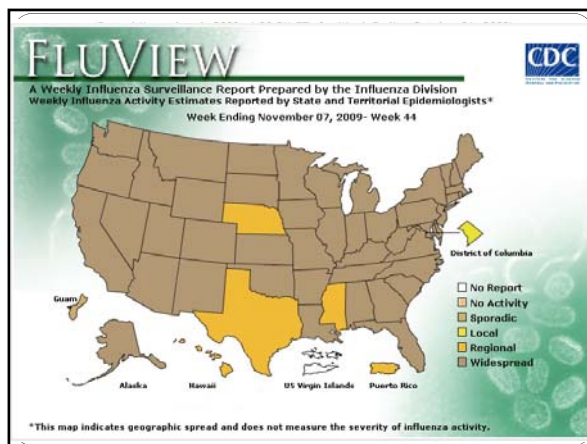 FLUVIEW
CDC
A Weekly Influenza Surveillance Report Prepared by the Influenza Division
Weekly Influenza Activity Estimates Reported by State and Territorial Epidemiologists*
Week Ending November 07, 2009- Week 44
District of Columbia
No Report
No Activity
Sporadic
Local
Regional
Widespread
Guam
Alaska
Hawaii
US Virgin Islands
Puerto Rico
*This map indicates geographic spread and does not measure the severity of influenza activity.